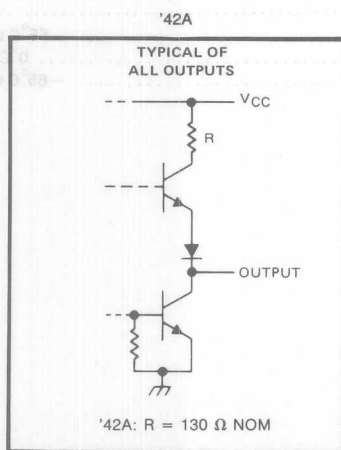 '42A
TYPICAL OF
ALL OUTPUTS
VCC
R
OUTPUT
'42A: R = 130 Ω NOM